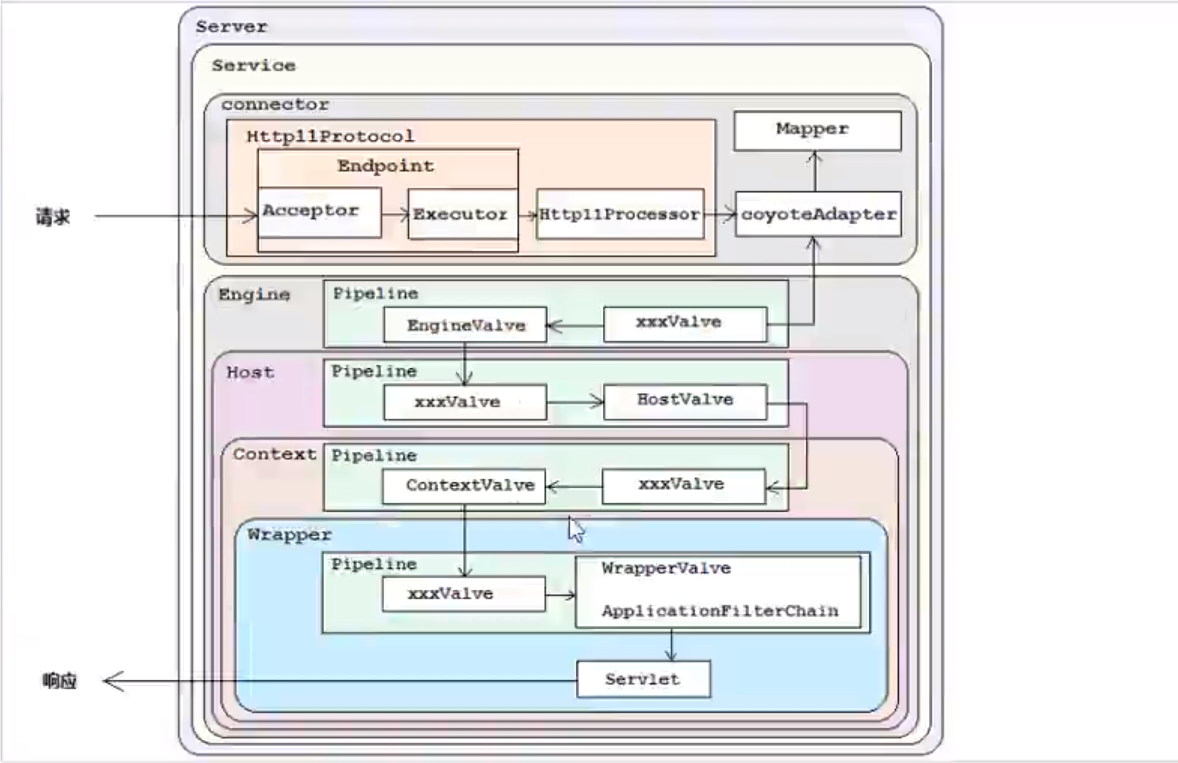 Server
Service
connector
Http11Protocol
Mapper
Endpoint
请求
Acceptor
Executor
Http11Processor
coyoteAdapter
Engine
Pipeline
EngineValve
xxxValve
Host
Pipeline
xxxValve
HostValve
Context
Pipeline
ContextValve
xxxValve
Wrapper
Pipeline
xxxValve
WrapperValve
ApplicationFilterChain
响应
Servlet